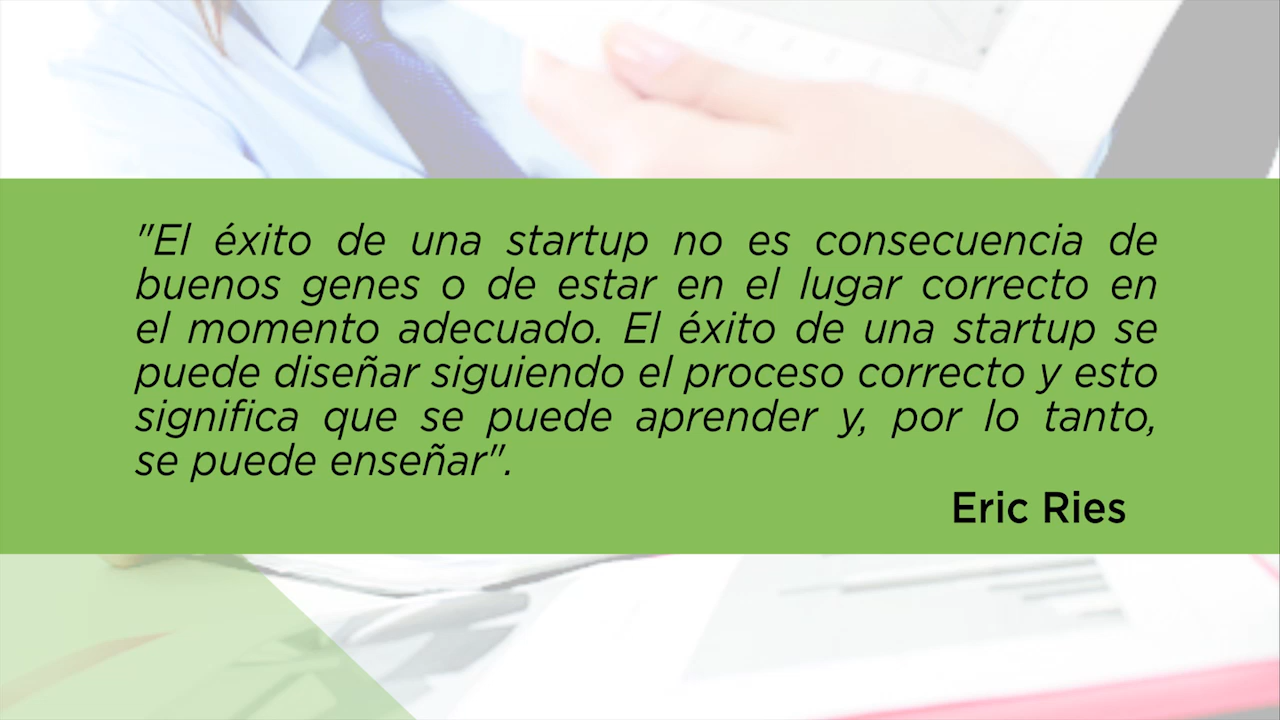 "El éxito de una startup no es consecuencia de
buenos genes o de estar en el lugar correcto en
el momento adecuado. El éxito de una startup se
puede diseñar siguiendo el proceso correcto y esto
significa que se puede aprender y, por lo tanto,
se puede enseñar".
Eric Ries